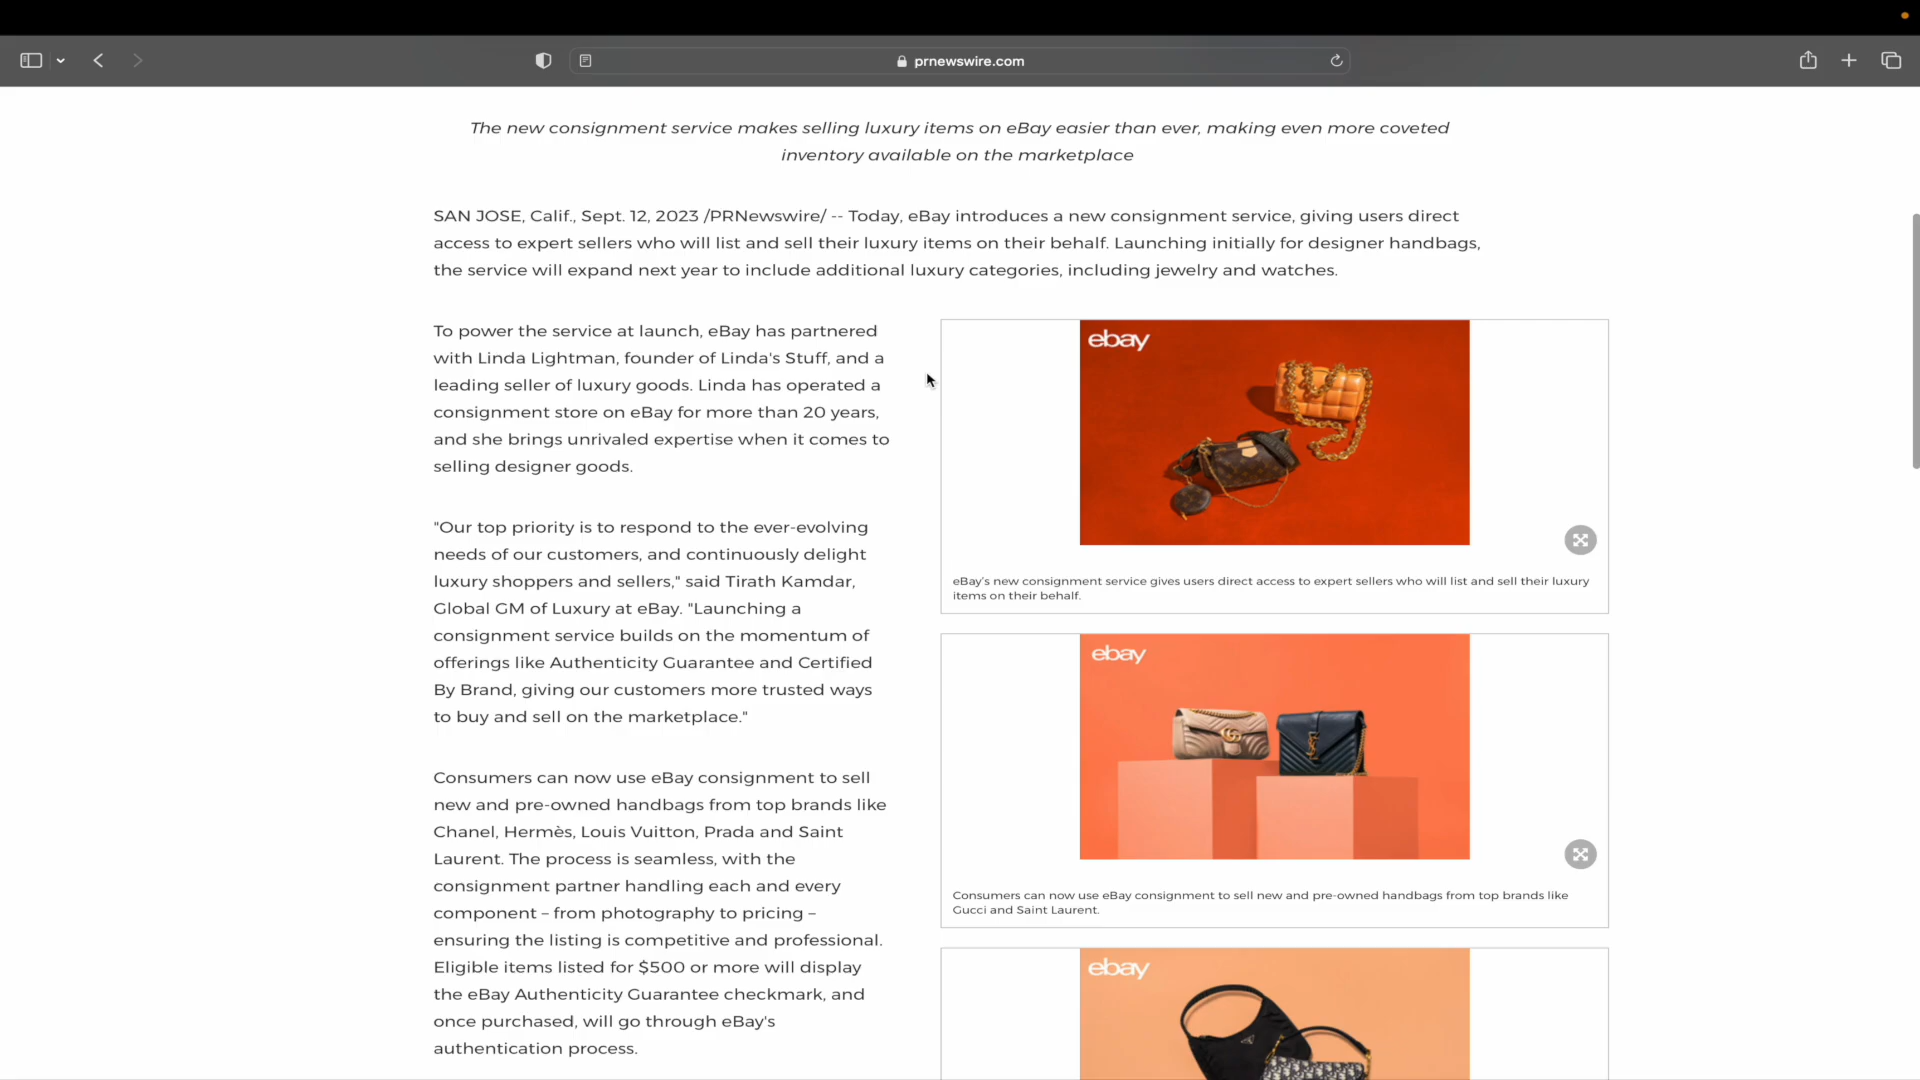 prnewswire.com
The new consignment service makes selling luxury items on eBay easier than ever, making even more coveted
inventory available on the marketplace
SAN JOSE, Calif., Sept. 12, 2023 /PRNewswire/ -- Today, eBay introduces a new consignment service, giving users direct
access to expert sellers who will list and sell their luxury items on their behalf. Launching initially for designer handbags,
the service will expand next year to include additional luxury categories, including jewelry and watches.
To power the service at launch, eBay has partnered
with Linda Lightman, founder of Linda's Stuff, and a
leading seller of luxury goods. Linda has operated a
consignment store on eBay for more than 20 years,
and she brings unrivaled expertise when it comes to
selling designer goods.
"Our top priority is to respond to the ever-evolving
needs of our customers, and continuously delight
luxury shoppers and sellers," said Tirath Kamdar,
Global GM of Luxury at eBay. "Launching a
consignment service builds on the momentum of
offerings like Authenticity Guarantee and Certified
By Brand, giving our customers more trusted ways
to buy and sell on the marketplace."
Consumers can now use eBay consignment to sell
new and pre-owned handbags from top brands like
Chanel, Hermès, Louis Vuitton, Prada and Saint
Laurent. The process is seamless, with the
consignment partner handling each and every
component – from photography to pricing –
ensuring the listing is competitive and professional.
Eligible items listed for $500 or more will display
the eBay Authenticity Guarantee checkmark, and
once purchased, will go through eBay's
authentication process.
ebay
eBay's new consignment service gives users direct access to expert sellers who will list and sell their luxury
items on their behalf.
ebay
Consumers can now use eBay consignment to sell new and pre-owned handbags from top brands like
Gucci and Saint Laurent.
ebay